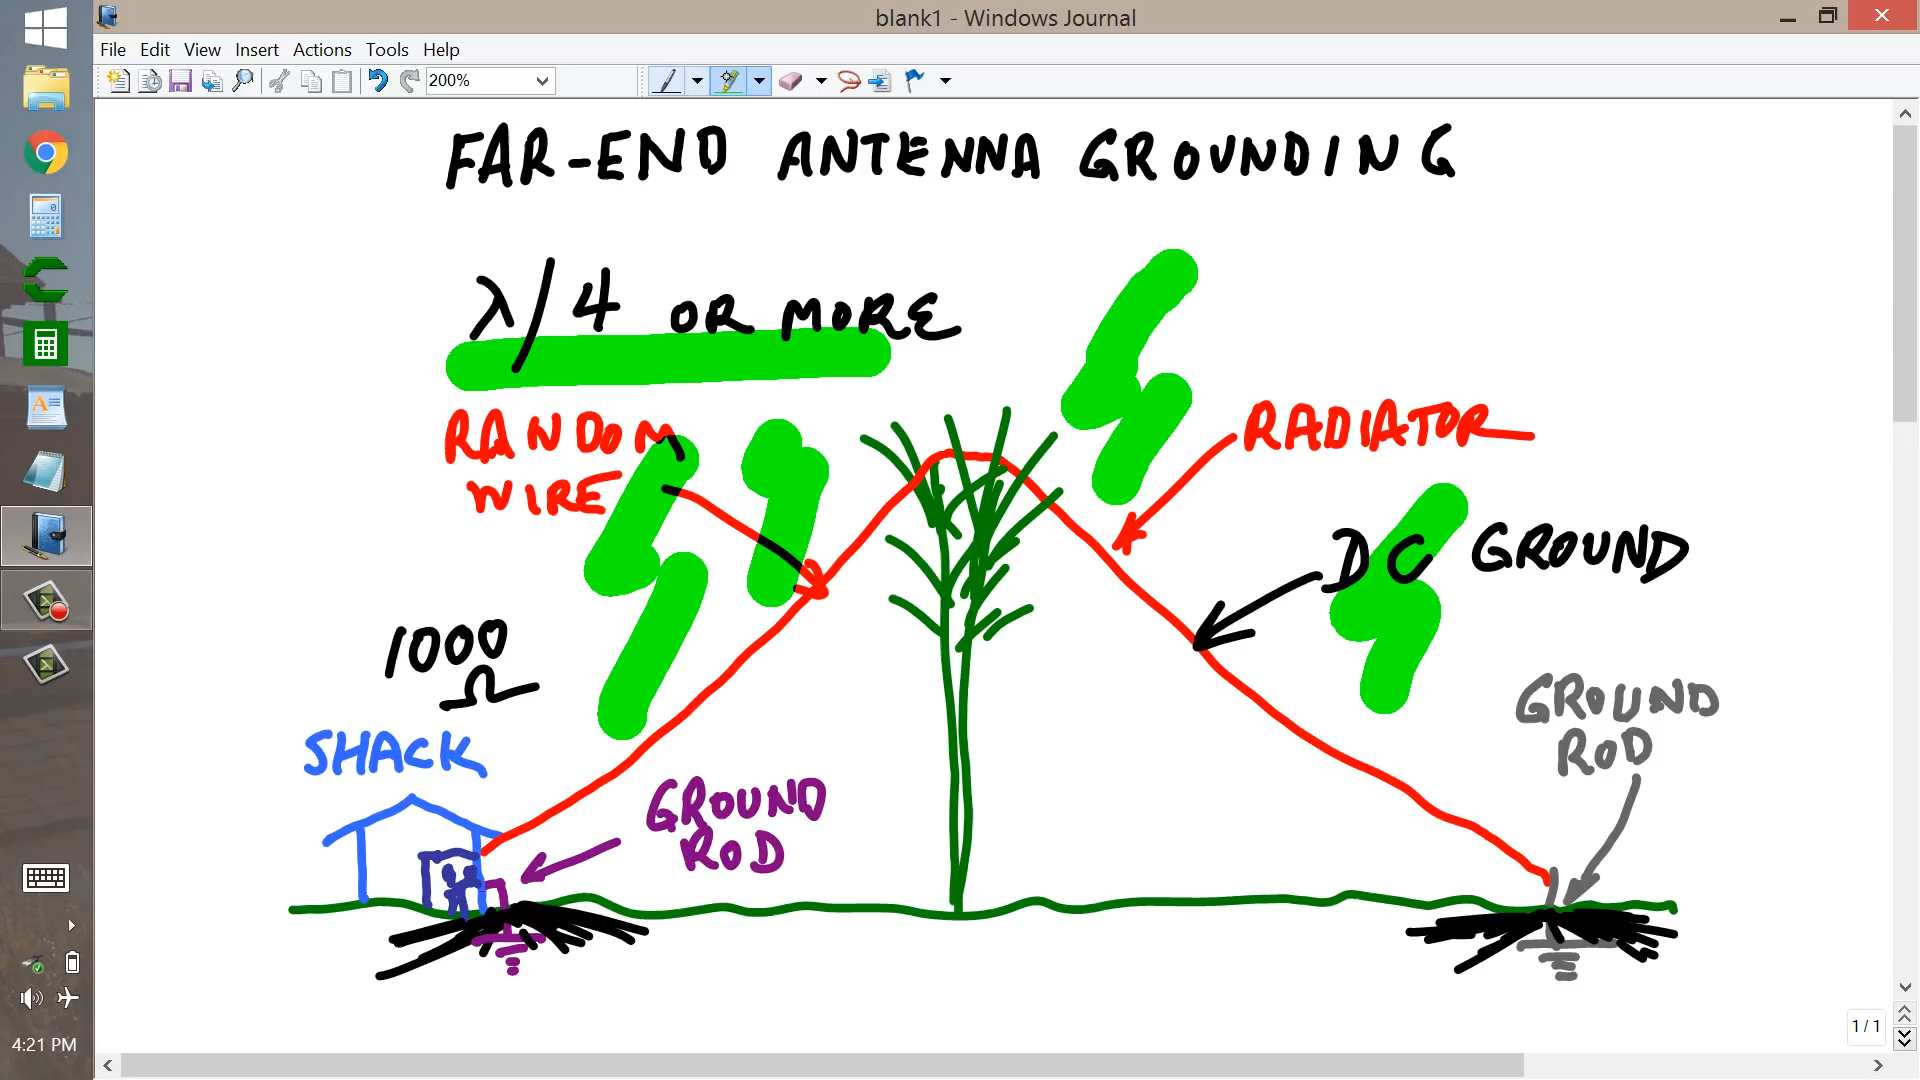 blank1 - Windows Journal
File Edit View Insert Actions Tools Help
200%
FAR-END ANTENNA GROUNDING
λ/4 OR MORE
RANDOM
WIRE
RADIATOR
DC GROUND
1000
Ω
SHACK
GROUND
ROD
GROUND
ROD
1 / 1
4:21 PM